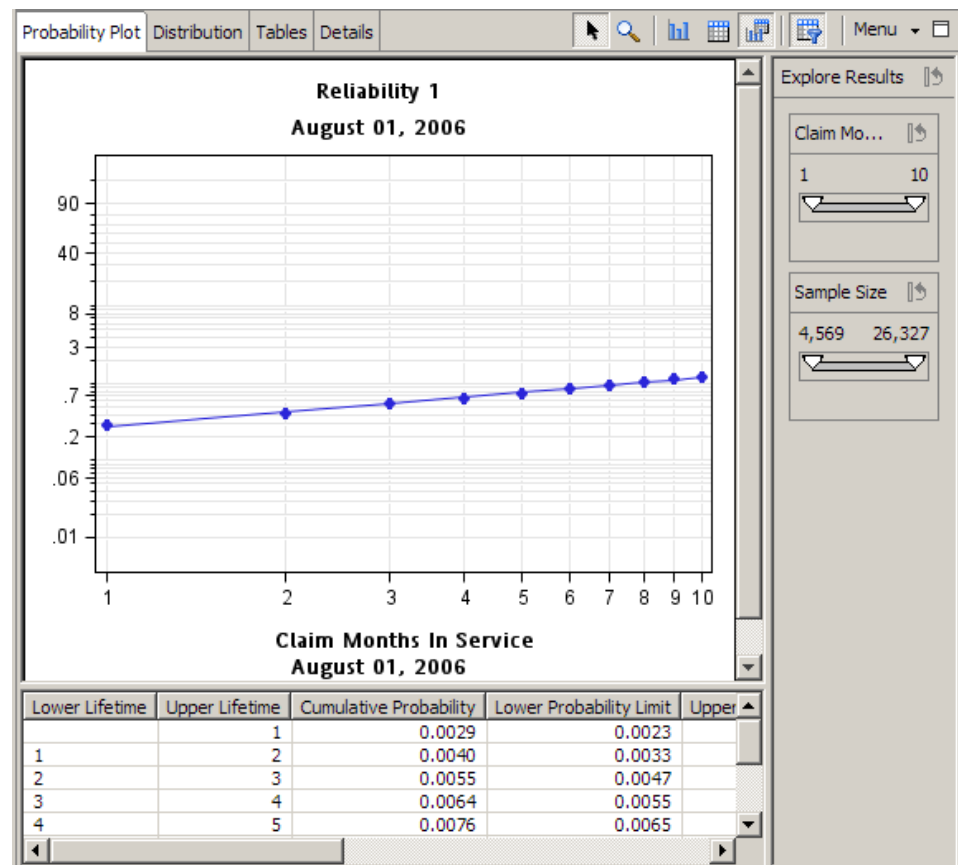 Probability Plot Distribution Tables Details Menu
Reliability 1
August 01, 2006
90
40
8
3
.7
.2
.06
.01
1 2 3 4 5 6 7 8 9 10
Claim Months In Service
August 01, 2006
Explore Results
Claim Mo...
1 10
Sample Size
4,569 26,327
Lower Lifetime Upper Lifetime Cumulative Probability Lower Probability Limit Upper
1 0.0029 0.0023
1 2 0.0040 0.0033
2 3 0.0055 0.0047
3 4 0.0064 0.0055
4 5 0.0076 0.0065